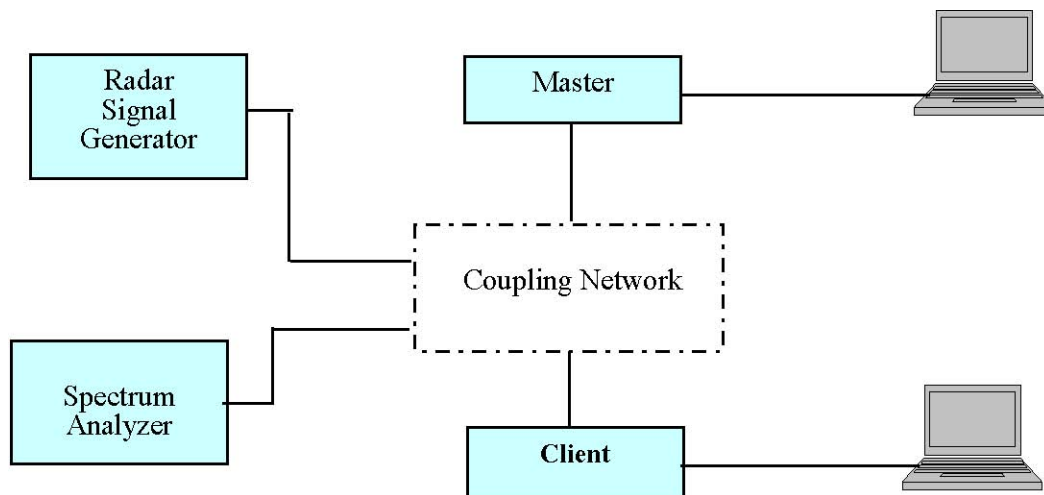 Radar
Signal
Generator
Master
Coupling Network
Spectrum
Analyzer
Client